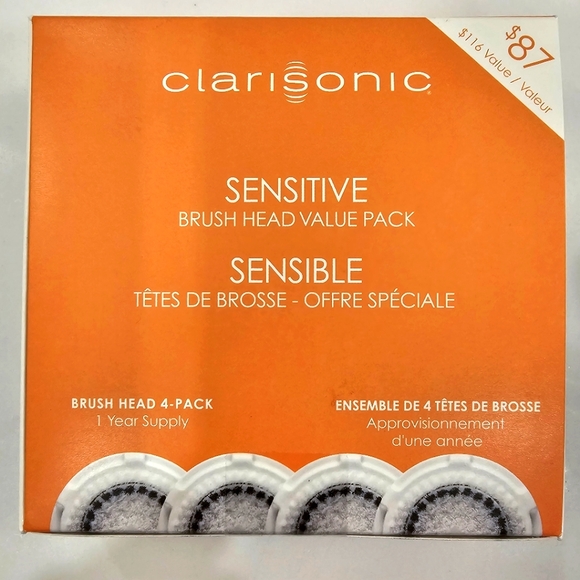 $87
$116 Value / Valeur
clarisonic
SENSITIVE
BRUSH HEAD VALUE PACK
SENSIBLE
TÊTES DE BROSSE - OFFRE SPÉCIALE
BRUSH HEAD 4-PACK
1 Year Supply
ENSEMBLE DE 4 TÊTES DE BROSSE
Approvisionnement
d'une année